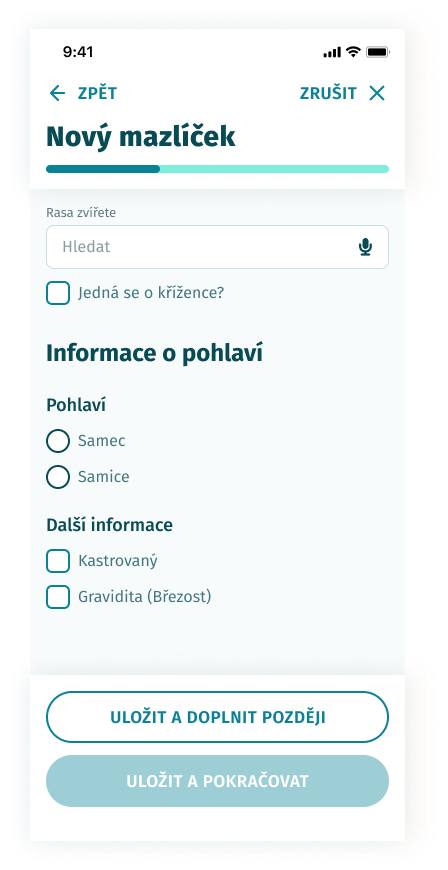 9:41
ZPĚT ZRUŠIT
Nový mazlíček
Rasa zvířete
Hledat
Jedná se o křížence?
Informace o pohlaví
Pohlaví
Samec
Samice
Další informace
Kastrovaný
Gravidita (Březost)
ULOŽIT A DOPLNIT POZDĚJI
ULOŽIT A POKRAČOVAT